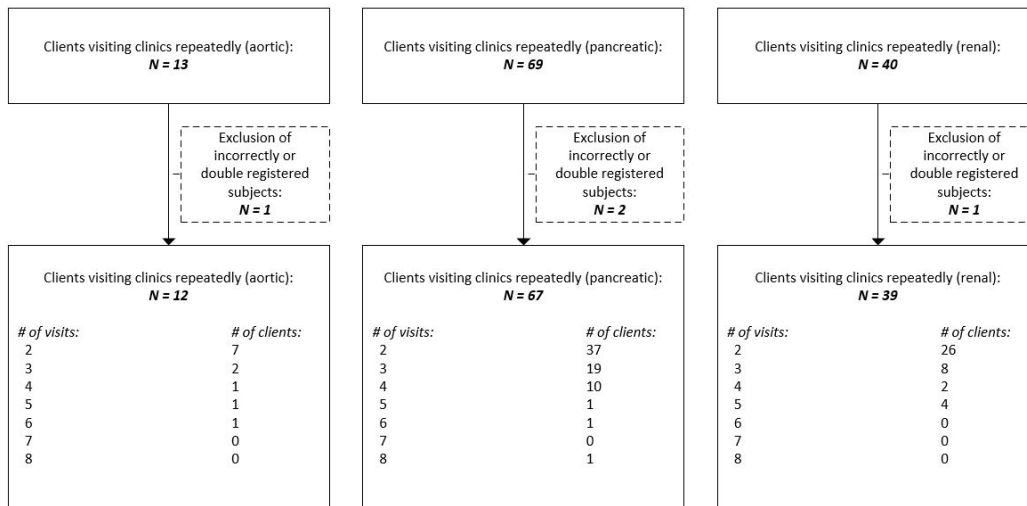 Clients visiting clinics repeatedly (aortic):
N = 13
Exclusion of
incorrectly or
double registered
subjects:
N = 1
Clients visiting clinics repeatedly (aortic):
N = 12
# of visits: # of clients:
2 7
3 2
4 1
5 1
6 1
7 0
8 0
Clients visiting clinics repeatedly (pancreatic):
N = 69
Exclusion of
incorrectly or
double registered
subjects:
N = 2
Clients visiting clinics repeatedly (pancreatic):
N = 67
# of visits: # of clients:
2 37
3 19
4 10
5 1
6 1
7 0
8 1
Clients visiting clinics repeatedly (renal):
N = 40
Exclusion of
incorrectly or
double registered
subjects:
N = 1
Clients visiting clinics repeatedly (renal):
N = 39
# of visits: # of clients:
2 26
3 8
4 2
5 4
6 0
7 0
8 0